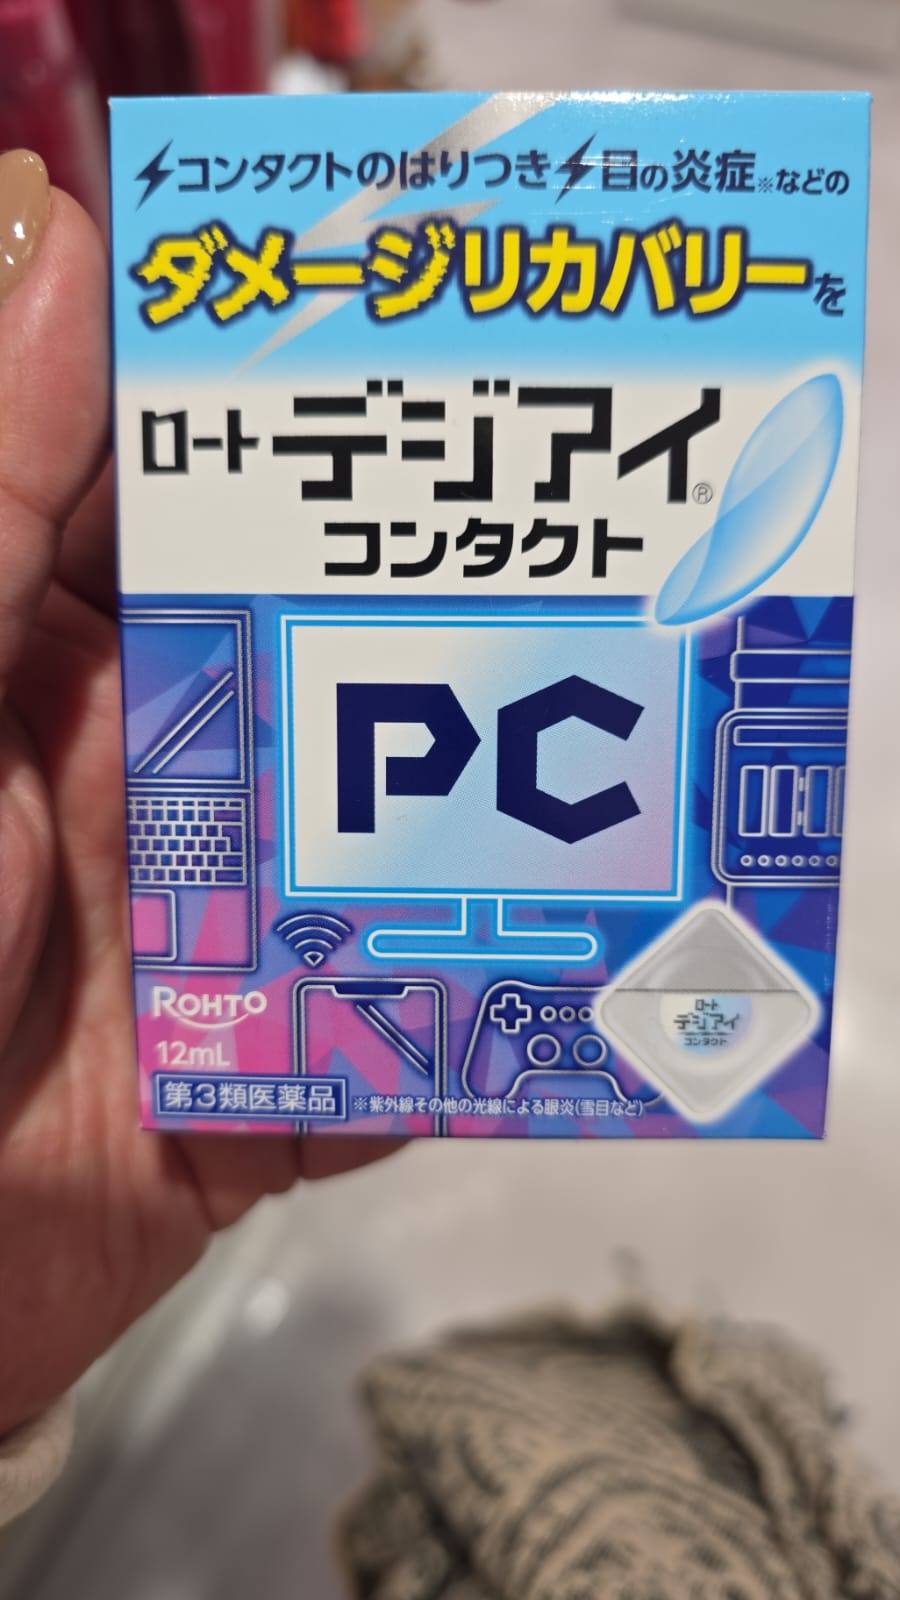 コンタクトのはりつき 目の炎症※などの
ダメージリカバリーを
ロート デジアイ®
コンタクト
PC
ロート
デジアイ
コンタクト
ROHTO
12mL
第3類医薬品 ※紫外線その他の光線による眼炎(雪目など)